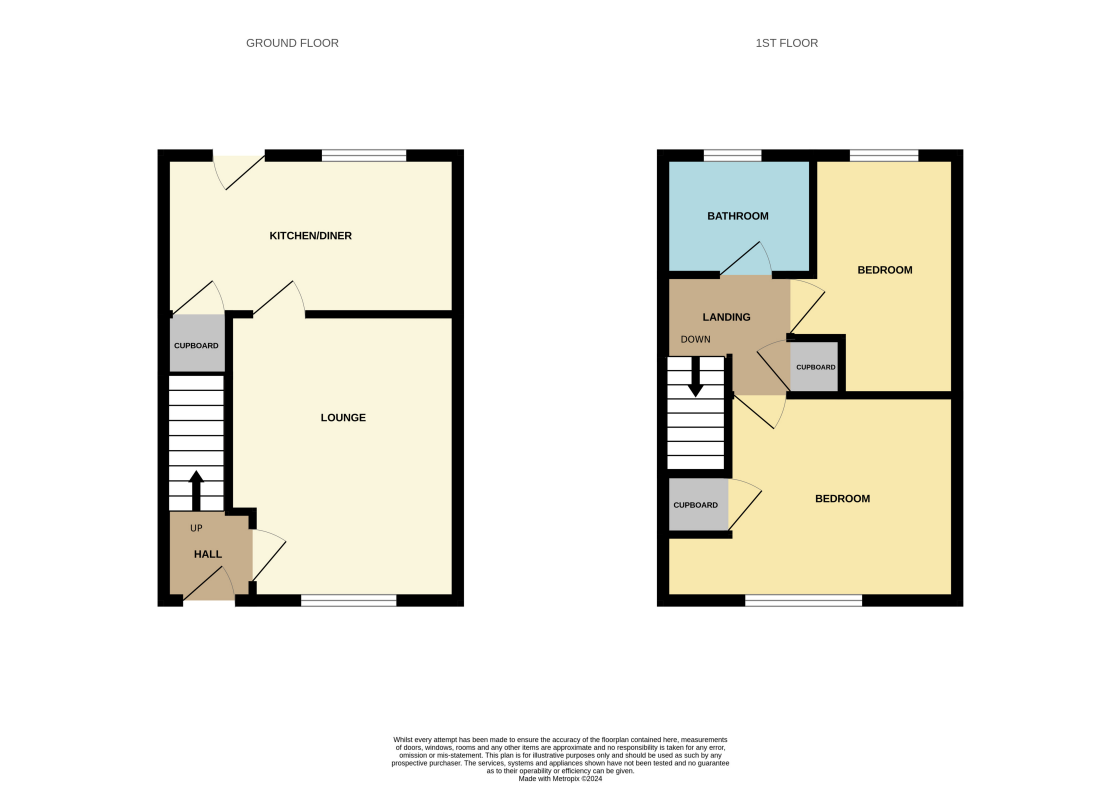 GROUND FLOOR
1ST FLOOR
KITCHEN/DINER
CUPBOARD
LOUNGE
UP
HALL
BATHROOM
BEDROOM
LANDING
DOWN
CUPBOARD
BEDROOM
CUPBOARD
Whilst every attempt has been made to ensure the accuracy of the floorplan contained here, measurements
of doors, windows, rooms and any other items are approximate and no responsibility is taken for any error,
omission or mis-statement. This plan is for illustrative purposes only and should be used as such by any
prospective purchaser. The services, systems and appliances shown have not been tested and no guarantee
as to their operability or efficiency can be given.
Made with Metropix ©2024